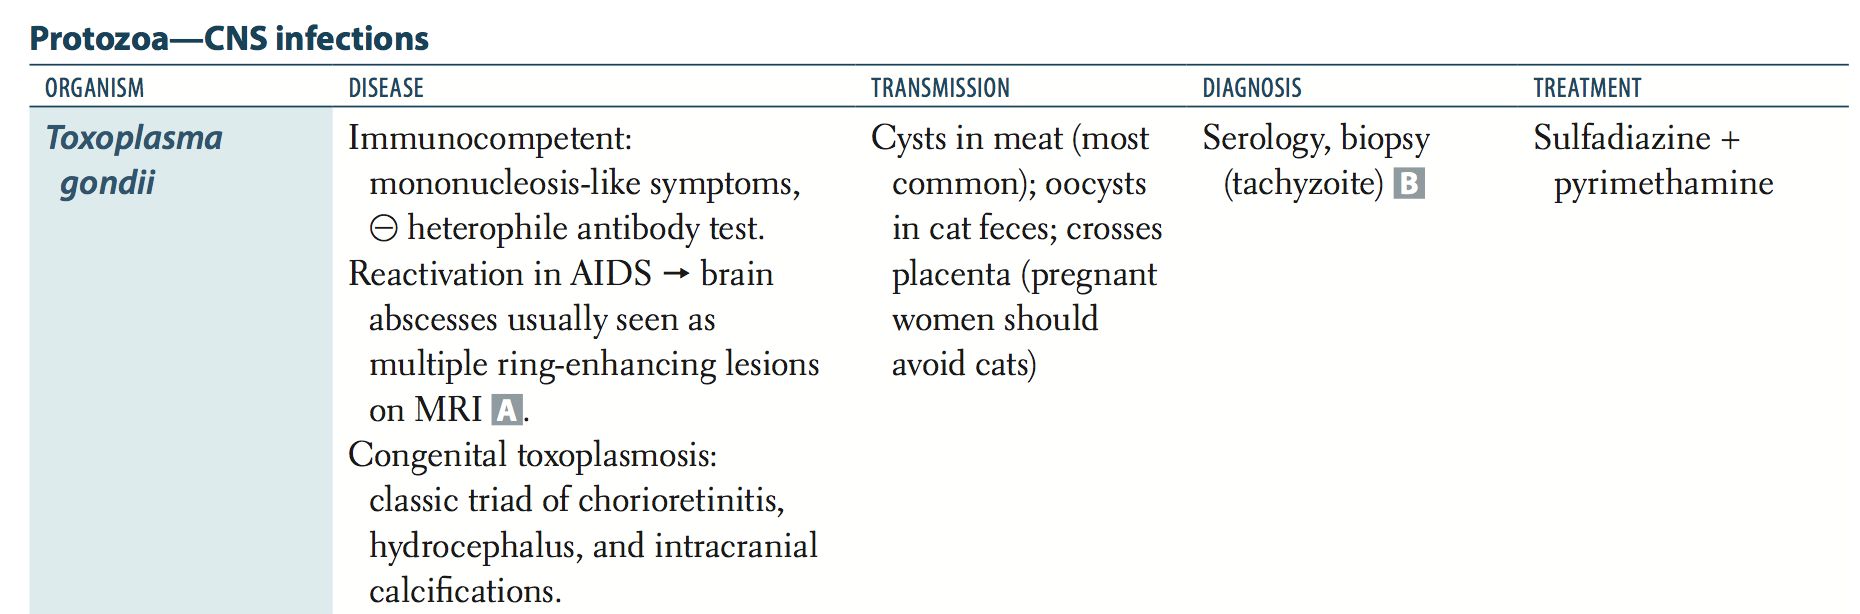 Protozoa—CNS infections
ORGANISM DISEASE TRANSMISSION DIAGNOSIS TREATMENT
Toxoplasma
gondii
Immunocompetent:
mononucleosis-like symptoms,
⊖ heterophile antibody test.
Reactivation in AIDS → brain
abscesses usually seen as
multiple ring-enhancing lesions
on MRI A.
Congenital toxoplasmosis:
classic triad of chorioretinitis,
hydrocephalus, and intracranial
calcifications.
Cysts in meat (most
common); oocysts
in cat feces; crosses
placenta (pregnant
women should
avoid cats)
Serology, biopsy
(tachyzoite) B
Sulfadiazine +
pyrimethamine